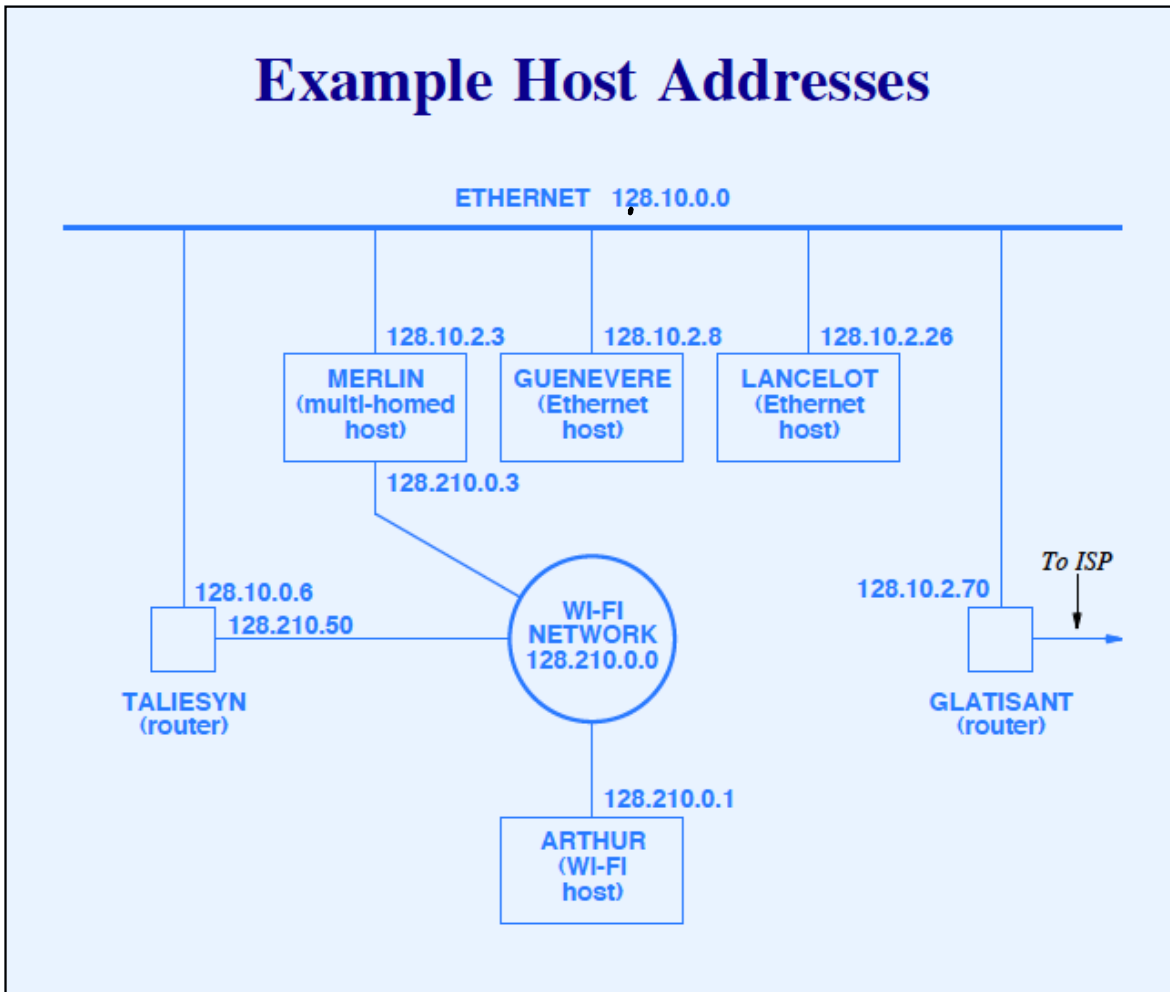 Example Host Addresses
ETHERNET 128.10.0.0
128.10.2.3
128.10.2.8
128.10.2.26
MERLIN
(multi-homed
host)
GUENEVERE
(Ethernet
host)
LANCELOT
(Ethernet
host)
128.210.0.3
To ISP
128.10.0.6
128.10.2.70
128.210.50
WI-FI
NETWORK
128.210.0.0
TALIESYN
(router)
GLATISANT
(router)
128.210.0.1
ARTHUR
(WI-FI
host)